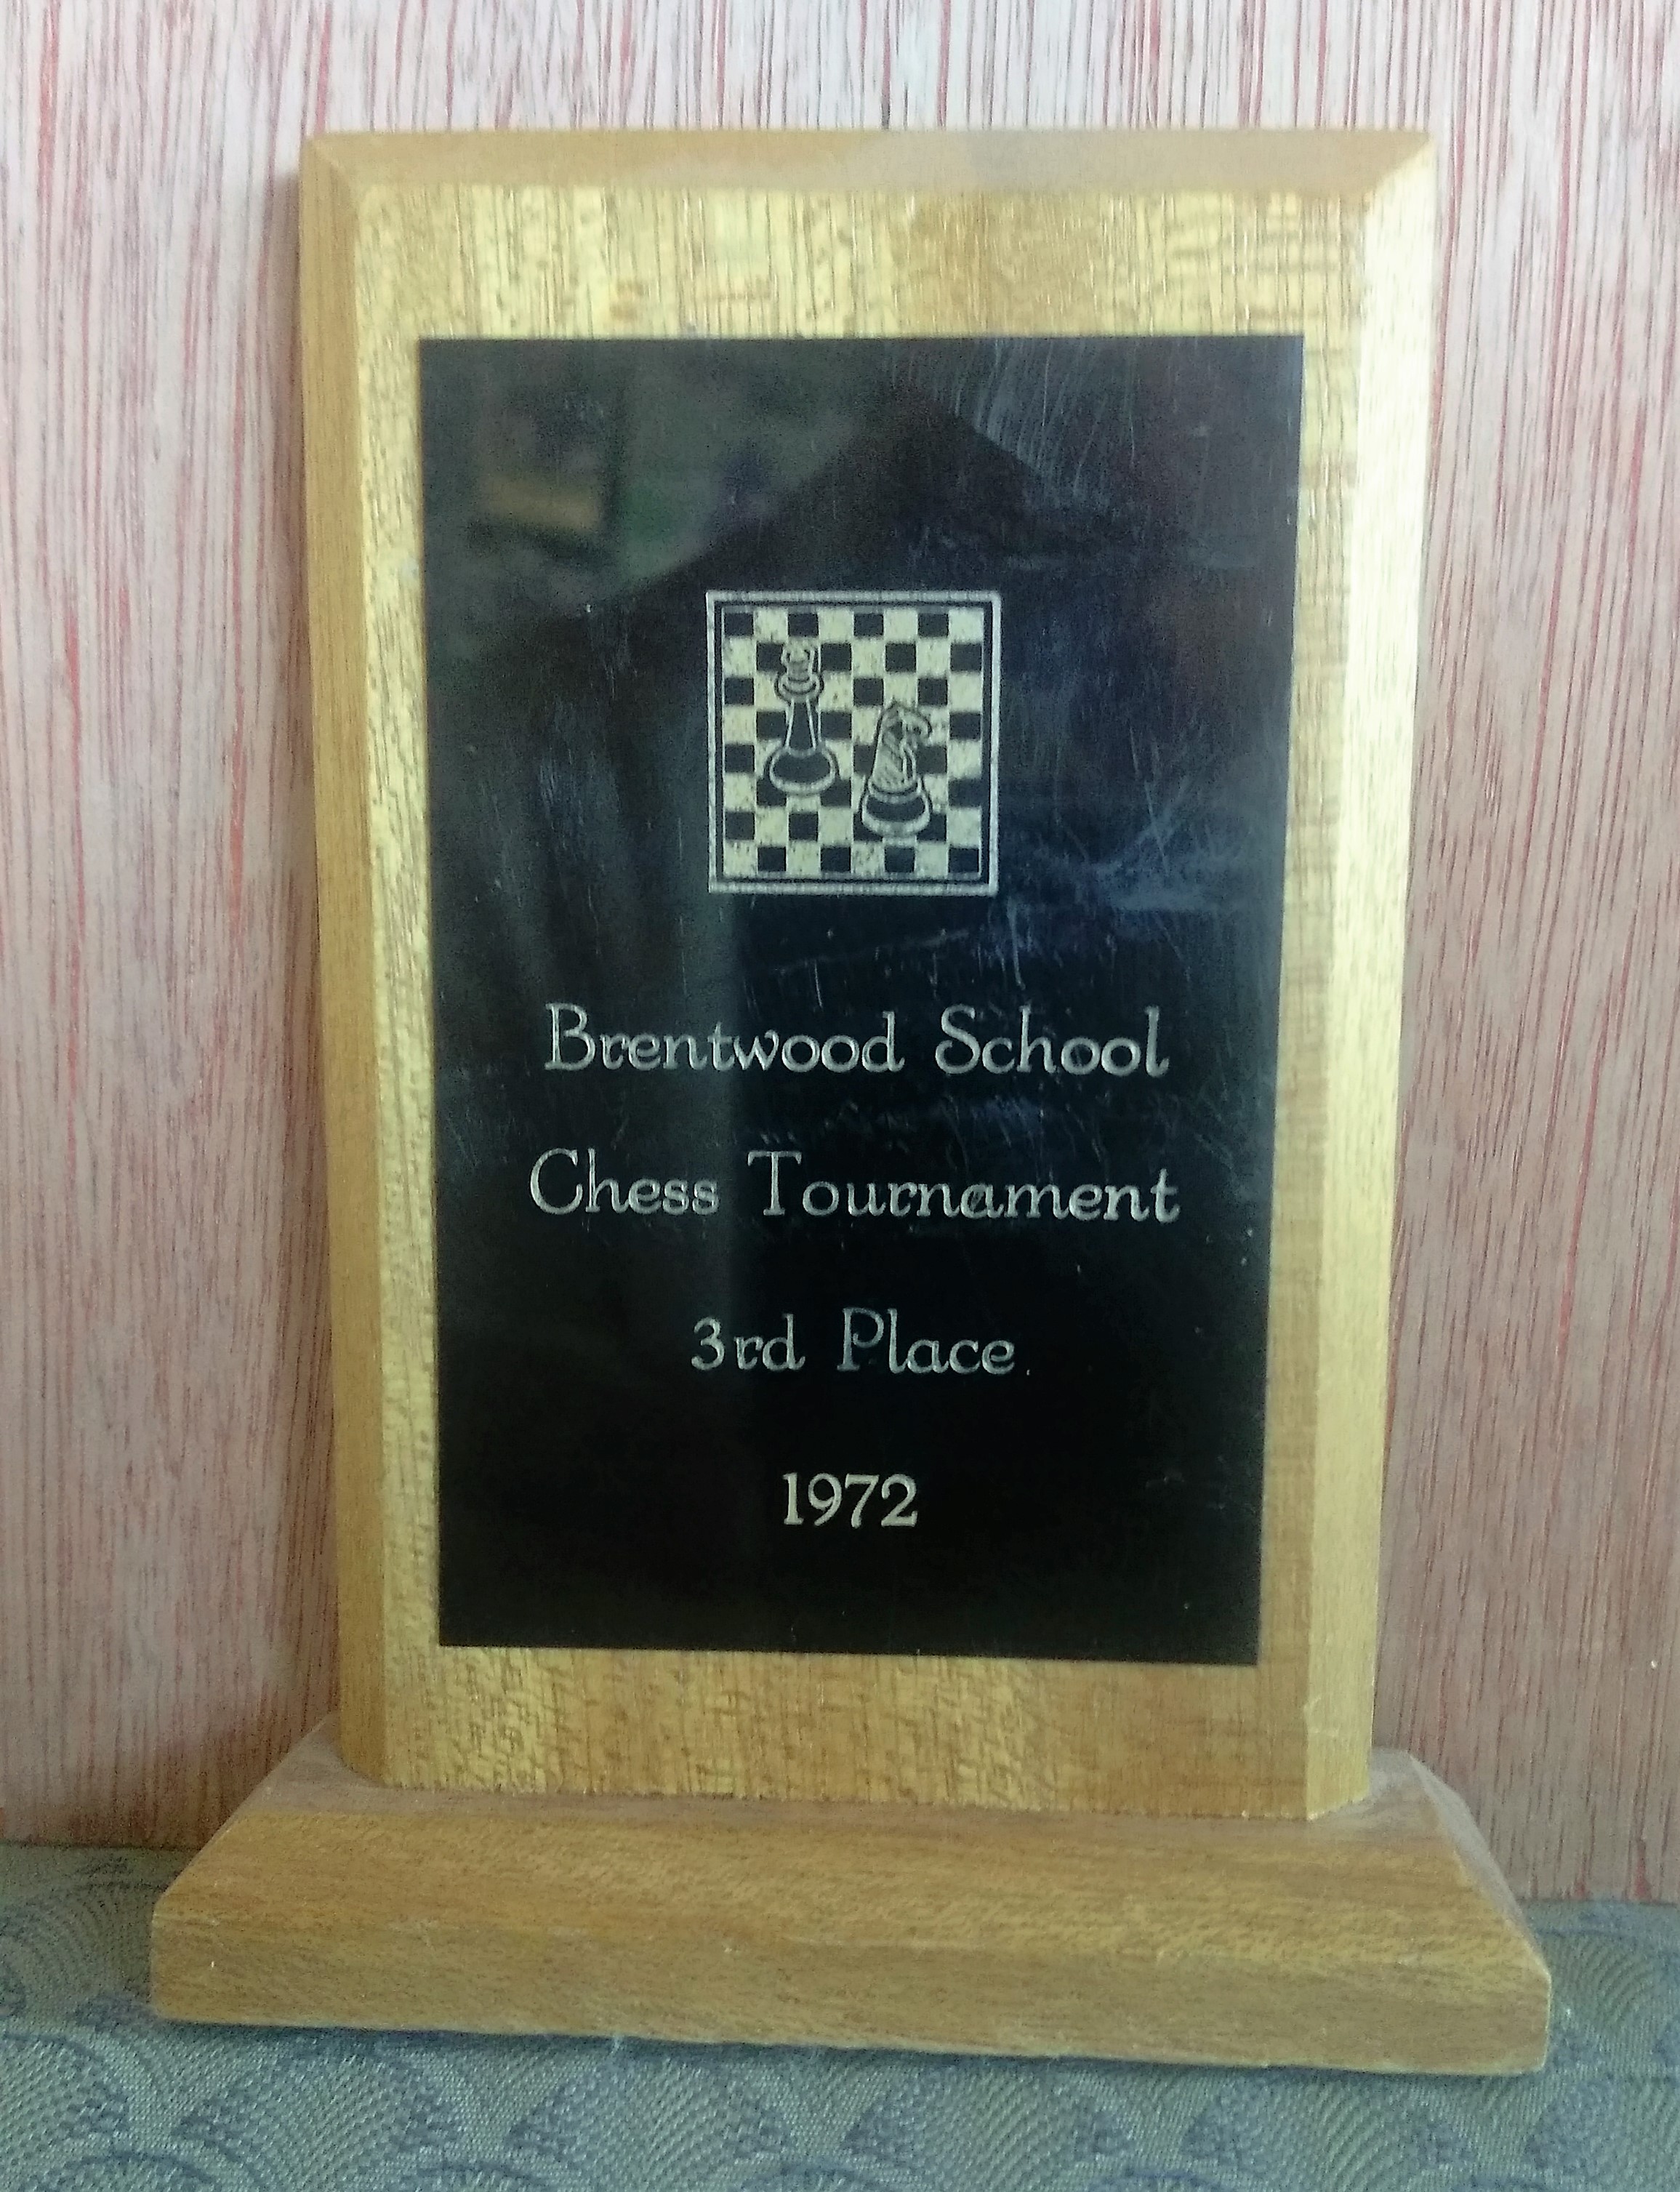 Brentwood School
Chess Tournament
3rd Place
1972